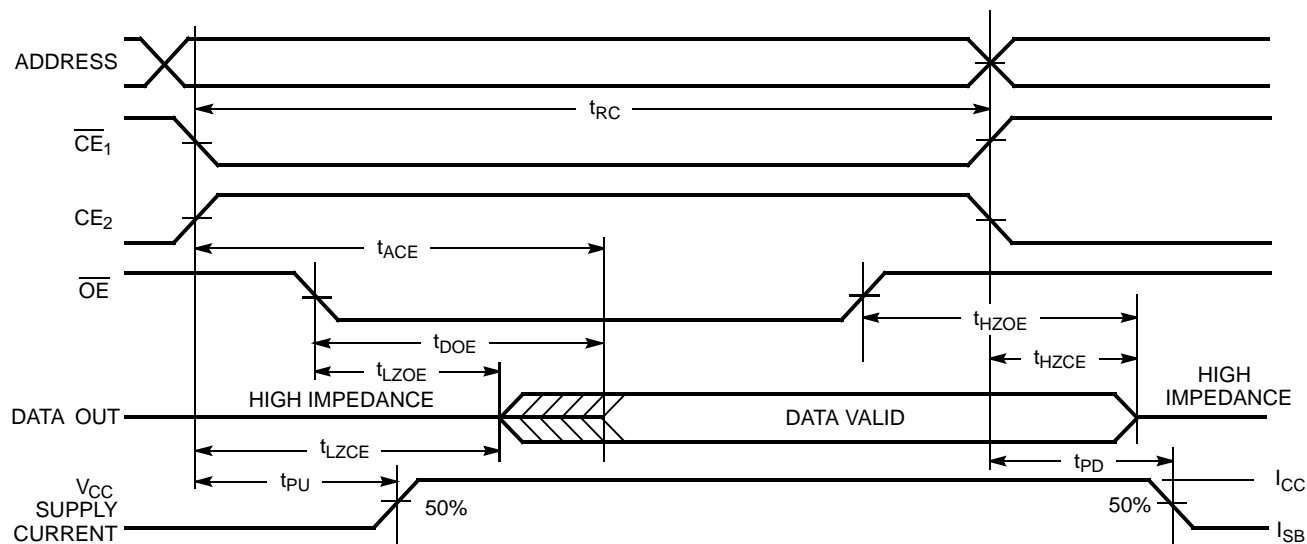 ADDRESS
tRC
CE1
CE2
tACE
OE
tHZOE
tDOE
tHZCE
tLZOE
HIGH IMPEDANCE
HIGH
IMPEDANCE
DATA OUT
DATA VALID
tLZCE
tPD
tPU
VCC
SUPPLY
CURRENT
50%
50%
ICC
ISB